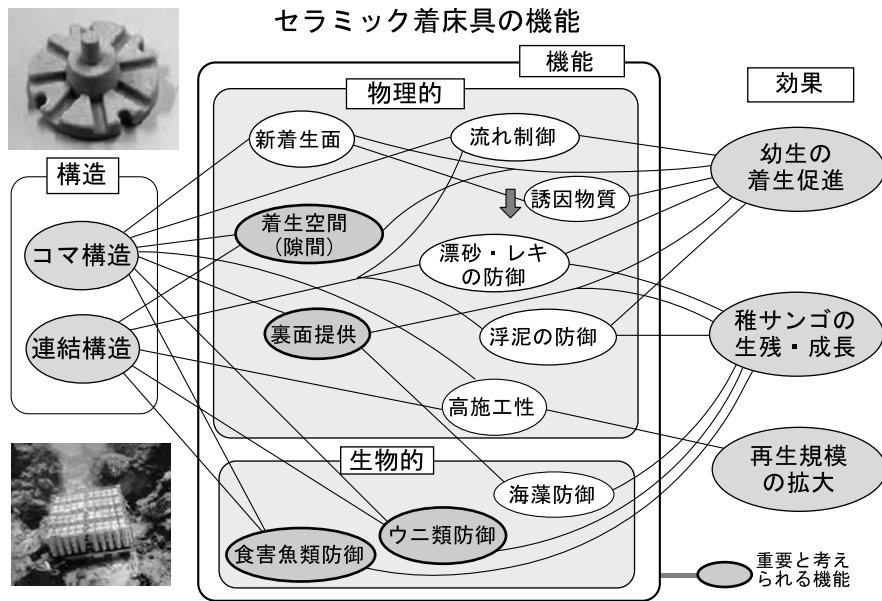 セラミック着床具の機能
機能
物理的
効果
新着生面
流れ制御
幼生の
着生促進
構造
誘因物質
着生空間
(隙間)
コマ構造
漂砂・レキ
の防御
連結構造
裏面提供
浮泥の防御
稚サンゴの
生残・成長
高施工性
生物的
再生規模
の拡大
海藻防御
ウニ類防御
食害魚類防御
重要と考え
られる機能